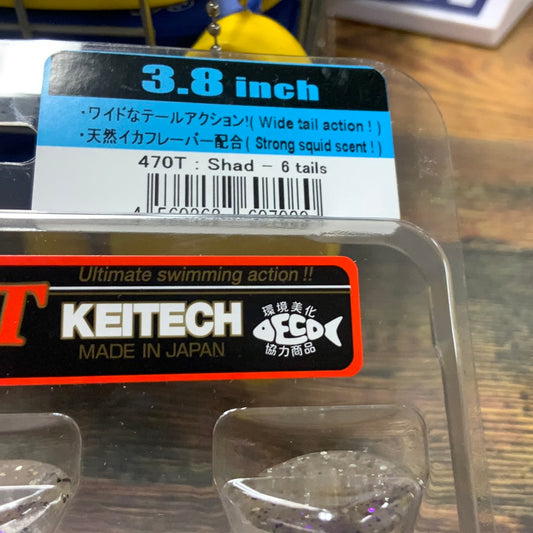 3.8 inch
・ワイドなテールアクション!( Wide tail action ! )
・天然イカフレーバー配合( Strong squid scent ! )
470T : Shad - 6 tails
Ultimate swimming action !!
T KEITECH
環境美化
ECO
協力商品
MADE IN JAPAN